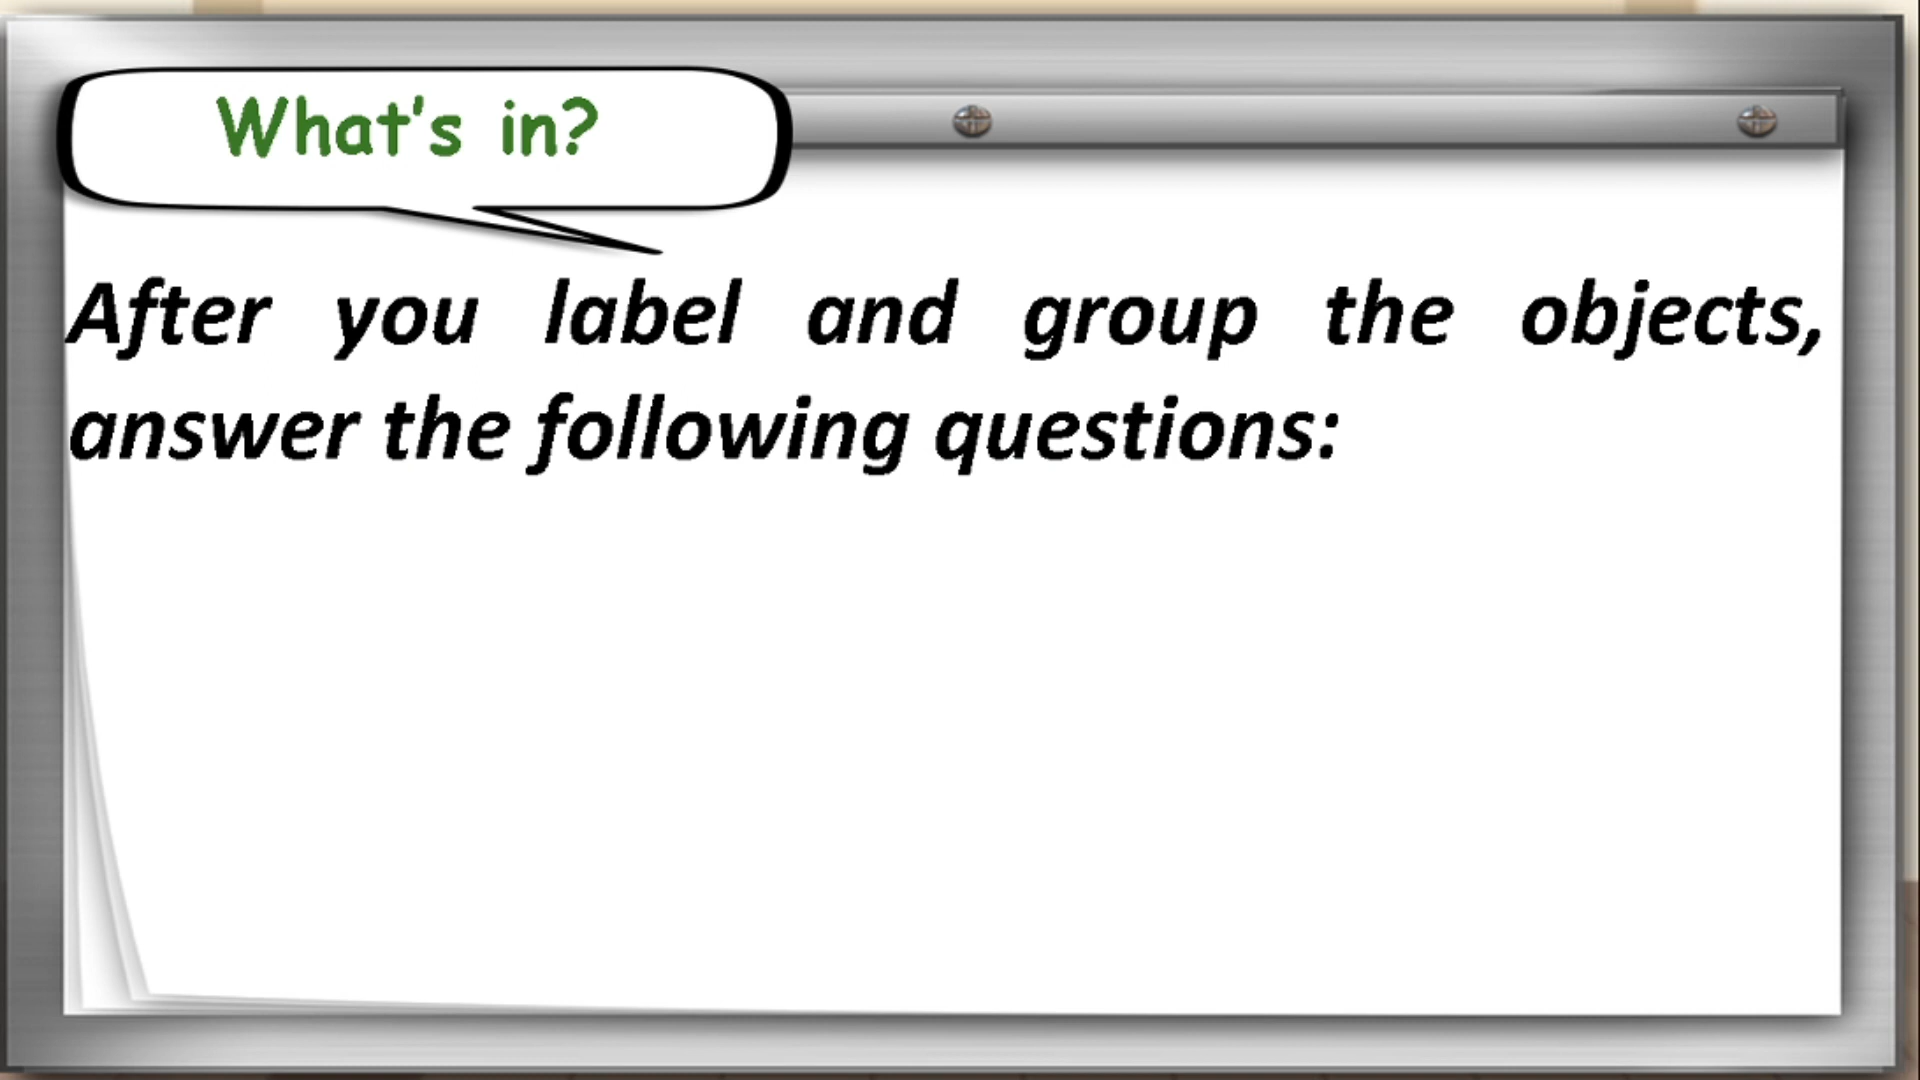 What's in?
After you label and group the objects,
answer the following questions: